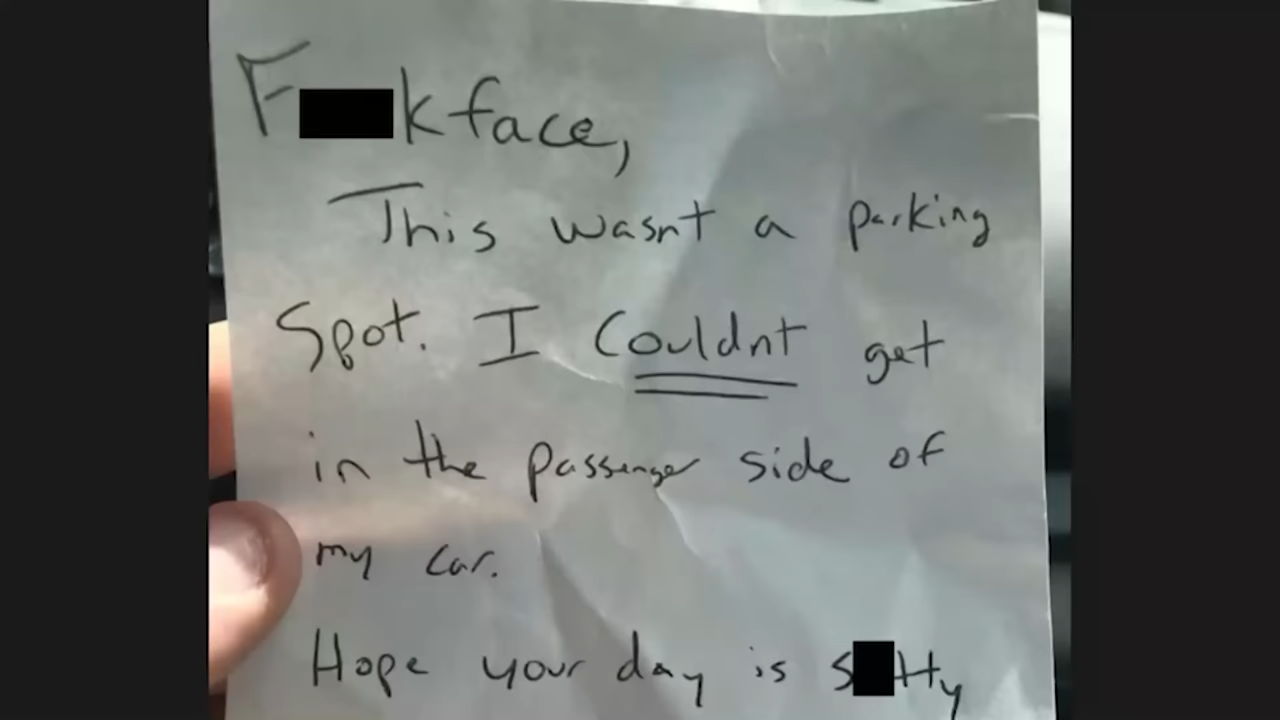 F kface,
This wasnt a parking
Spot. I Couldnt get
in the passenger side of
my car.
Hope your day is s tty